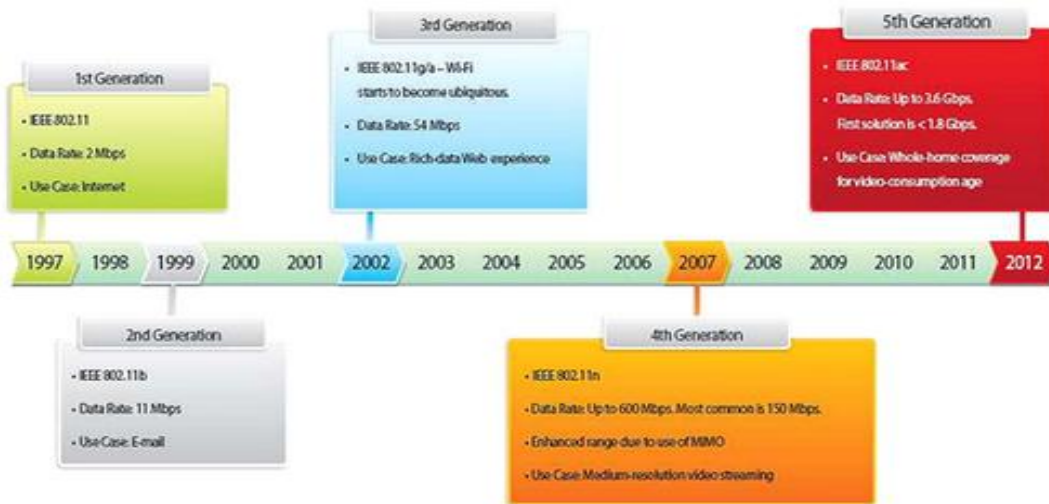 1st Generation
• IEEE 802.11
• Data Rate: 2 Mbps
• Use Case: Internet
3rd Generation
• IEEE 802.11g/a – Wi-Fi
starts to become ubiquitous.
• Data Rate: 54 Mbps
• Use Case: Rich-data Web experience
5th Generation
• IEEE 802.11ac
• Data Rate: Up to 3.6 Gbps.
First solution is < 1.8 Gbps.
• Use Case: Whole-home coverage
for video-consumption age
1997 1998 1999 2000 2001 2002 2003 2004 2005 2006 2007 2008 2009 2010 2011 2012
2nd Generation
• IEEE 802.11b
• Data Rate: 11 Mbps
• Use Case: E-mail
4th Generation
• IEEE 802.11n
• Data Rate: Up to 600 Mbps. Most common is 150 Mbps.
• Enhanced range due to use of MIMO
• Use Case: Medium-resolution video streaming